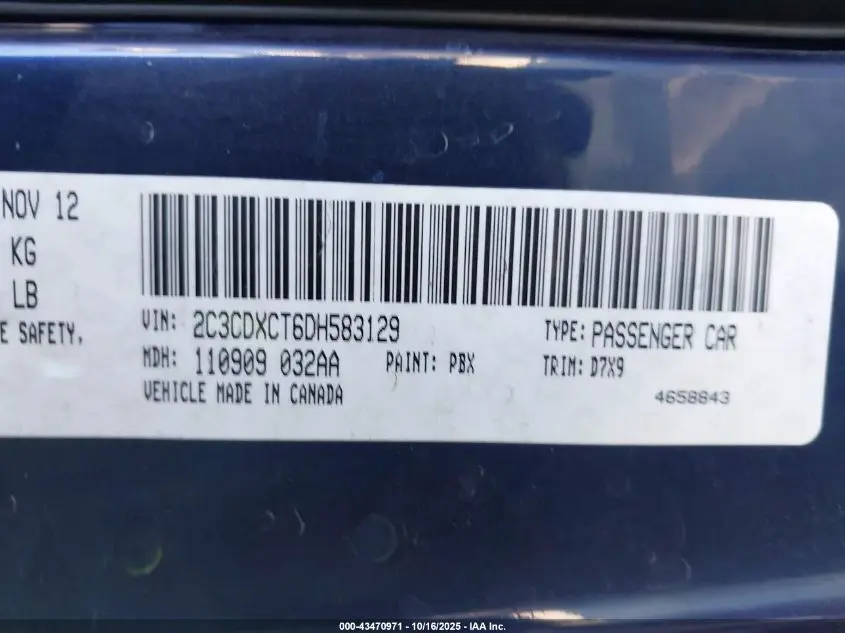 NOV 12
KG
LB
E SAFETY,
VIN: 2C3CDXCT6DH583129 TYPE: PASSENGER CAR
MDH: 110909 032AA PAINT: PBX TRIM: D7X9
VEHICLE MADE IN CANADA 4658843
000-43470971 - 10/16/2025 - IAA Inc.